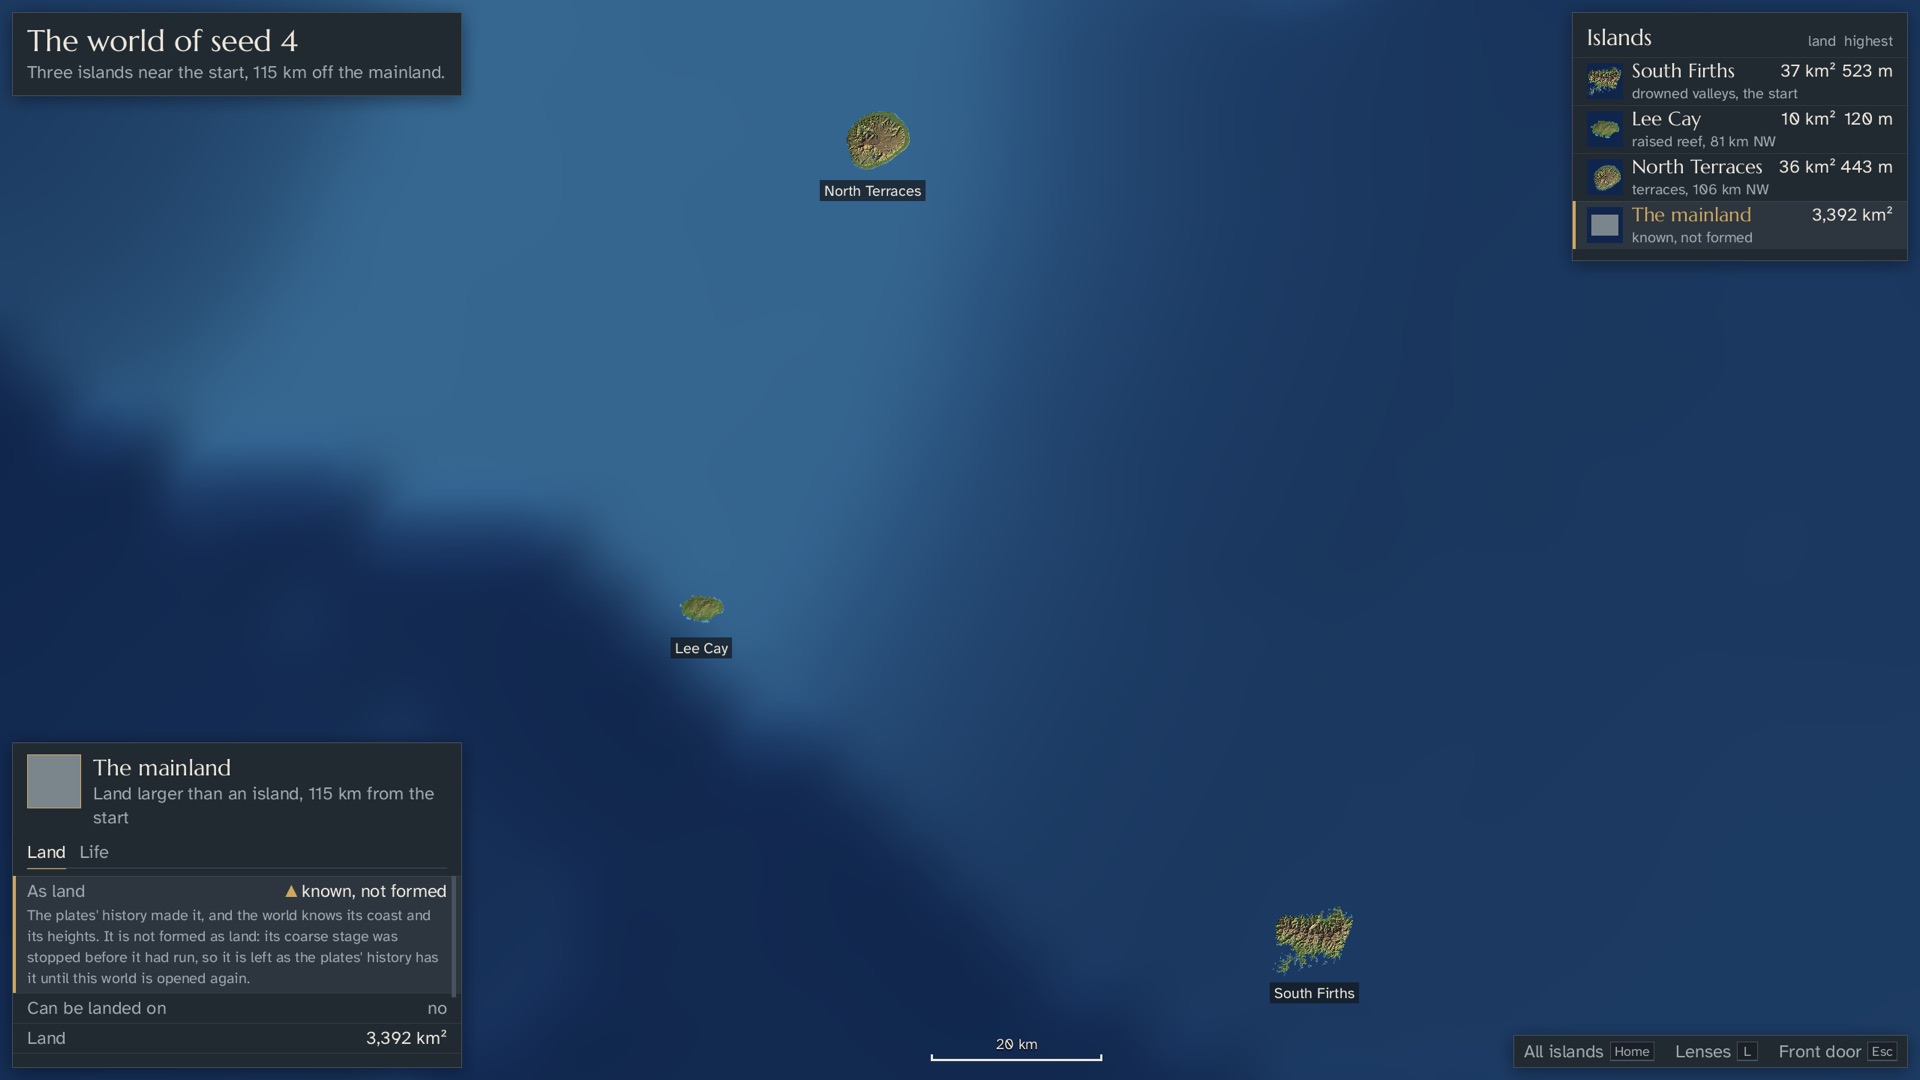 The world of seed 4
Three islands near the start, 115 km off the mainland.
Islands land highest
South Firths 37 km² 523 m
drowned valleys, the start
Lee Cay 10 km² 120 m
raised reef, 81 km NW
North Terraces 36 km² 443 m
terraces, 106 km NW
The mainland 3,392 km²
known, not formed
North Terraces
Lee Cay
South Firths
The mainland
Land larger than an island, 115 km from the
start
Land Life
As land known, not formed
The plates' history made it, and the world knows its coast and
its heights. It is not formed as land: its coarse stage was
stopped before it had run, so it is left as the plates' history has
it until this world is opened again.
Can be landed on no
Land 3,392 km²
20 km
All islands Home Lenses L Front door Esc